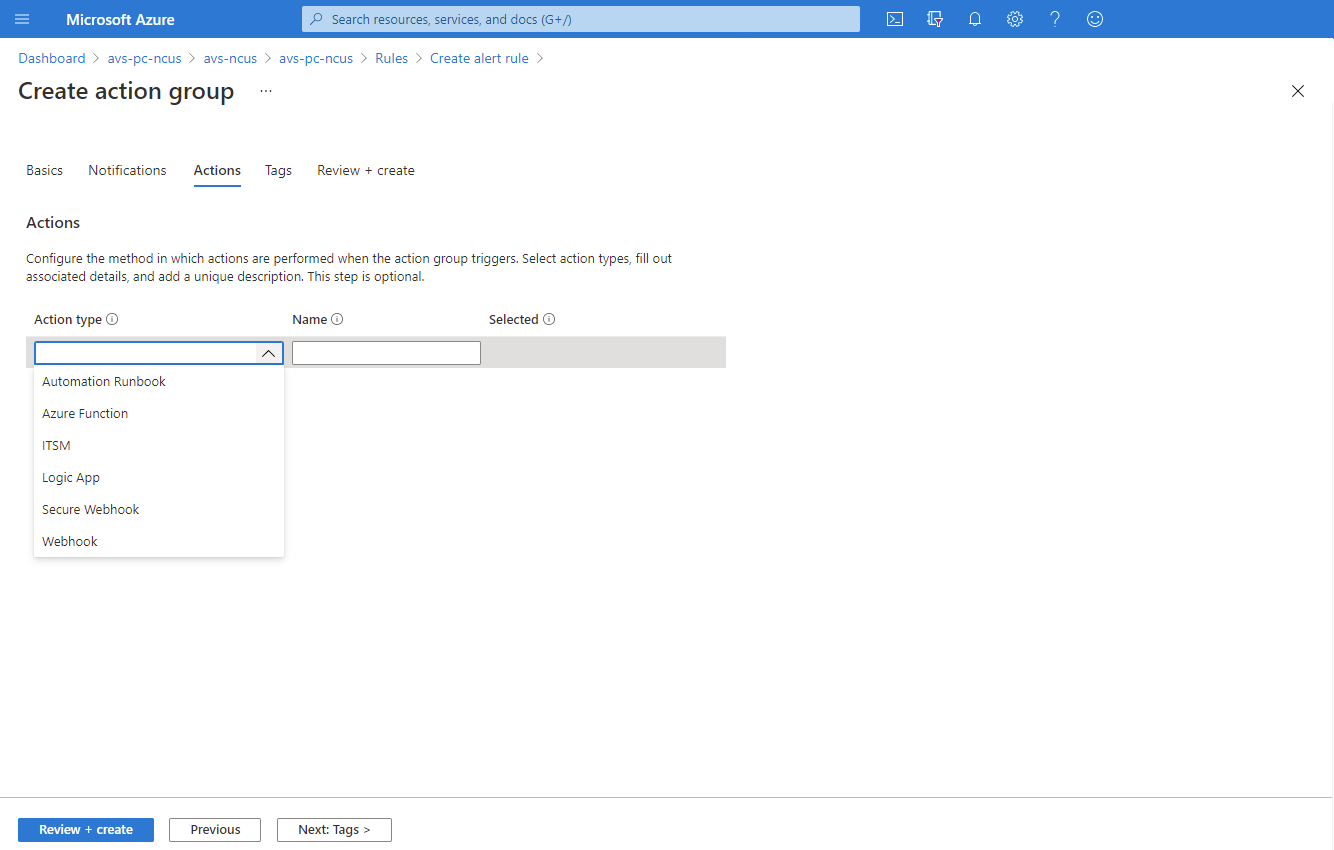 Microsoft Azure
Search resources, services, and docs (G+/)
Dashboard > avs-pc-ncus > avs-ncus > avs-pc-ncus > Rules > Create alert rule >
Create action group ...
Basics Notifications Actions Tags Review + create
Actions
Configure the method in which actions are performed when the action group triggers. Select action types, fill out
associated details, and add a unique description. This step is optional.
Action type Name Selected
Automation Runbook
Azure Function
ITSM
Logic App
Secure Webhook
Webhook
Review + create Previous Next: Tags >